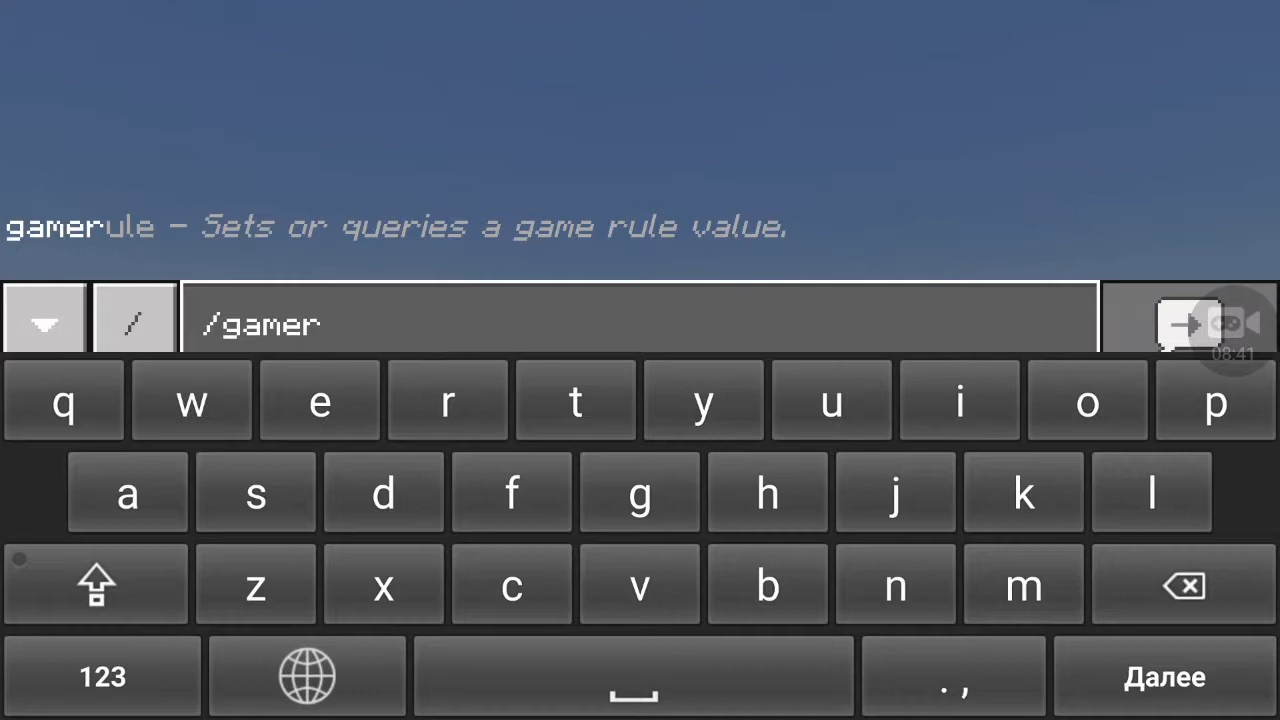 gamerule - Sets or queries a game rule value.
/ /gamer
08:41
q w e r t y u i o p
a s d f g h j k l
z x c v b n m
123 . , Далее